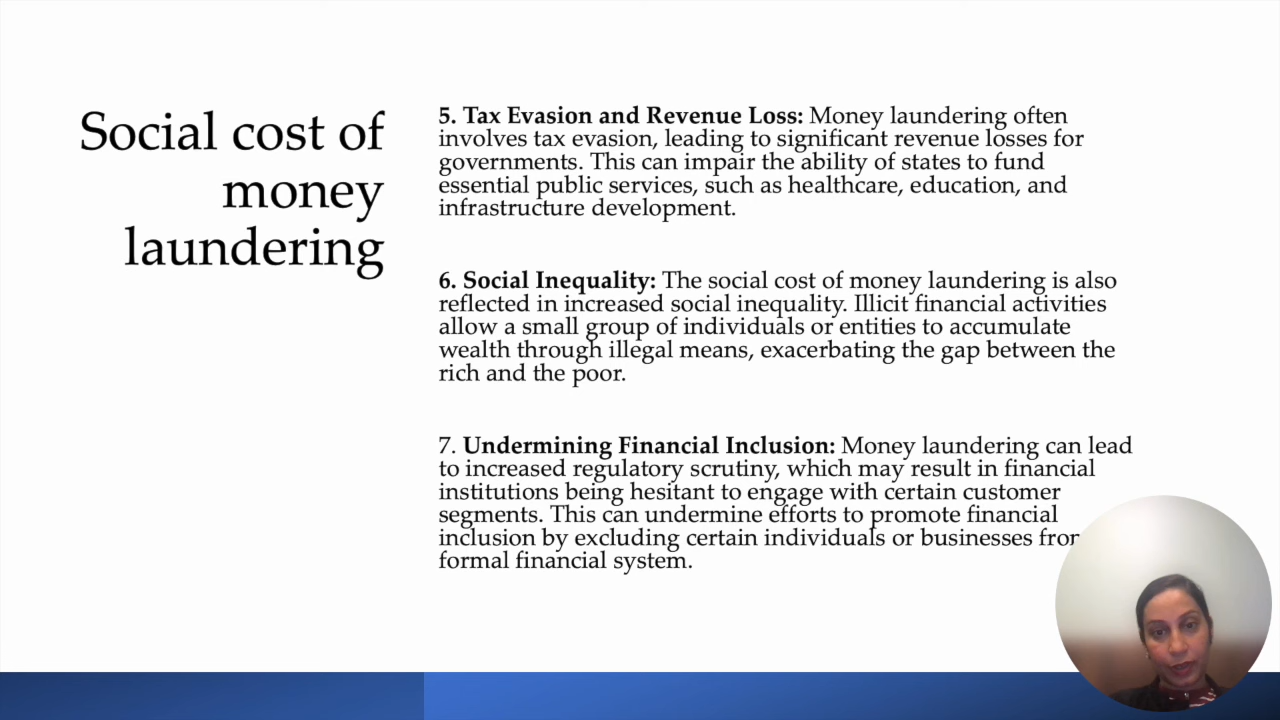 Social cost of
money
laundering
5. Tax Evasion and Revenue Loss: Money laundering often
involves tax evasion, leading to significant revenue losses for
governments. This can impair the ability of states to fund
essential public services, such as healthcare, education, and
infrastructure development.
6. Social Inequality: The social cost of money laundering is also
reflected in increased social inequality. Illicit financial activities
allow a small group of individuals or entities to accumulate
wealth through illegal means, exacerbating the gap between the
rich and the poor.
7. Undermining Financial Inclusion: Money laundering can lead
to increased regulatory scrutiny, which may result in financial
institutions being hesitant to engage with certain customer
segments. This can undermine efforts to promote financial
inclusion by excluding certain individuals or businesses
formal financial system.